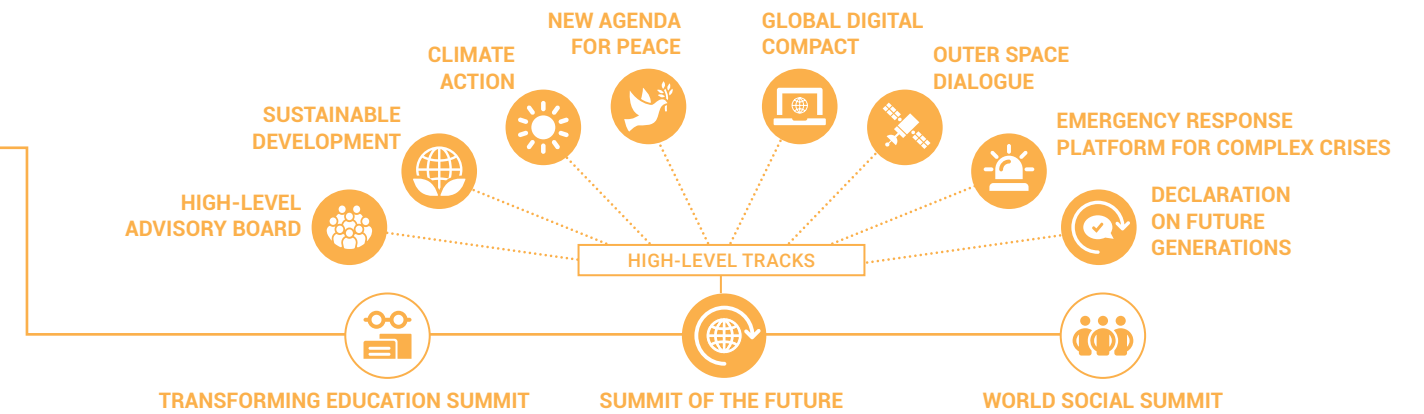 NEW AGENDA
FOR PEACE
GLOBAL DIGITAL
COMPACT
CLIMATE
ACTION
OUTER SPACE
DIALOGUE
SUSTAINABLE
DEVELOPMENT
EMERGENCY RESPONSE
PLATFORM FOR COMPLEX CRISES
HIGH-LEVEL
ADVISORY BOARD
DECLARATION
ON FUTURE
GENERATIONS
HIGH-LEVEL TRACKS
TRANSFORMING EDUCATION SUMMIT
SUMMIT OF THE FUTURE
WORLD SOCIAL SUMMIT